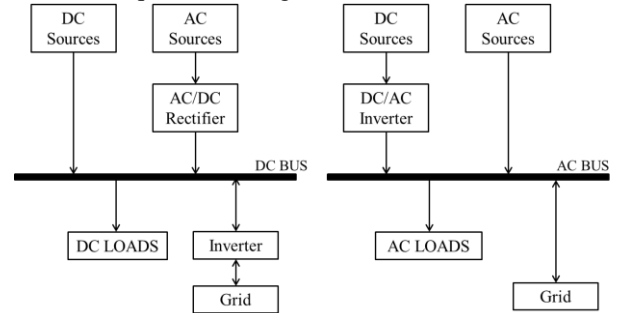 DC
Sources
AC
Sources
AC/DC
Rectifier
DC BUS
DC LOADS
Inverter
Grid
DC
Sources
AC
Sources
DC/AC
Inverter
AC BUS
AC LOADS
Grid